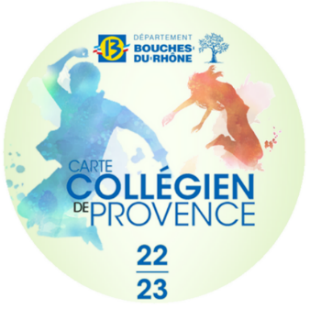 DÉPARTEMENT
BOUCHES
DU RHÔNE
CARTE
COLLÉGIEN
DE PROVENCE
22
23